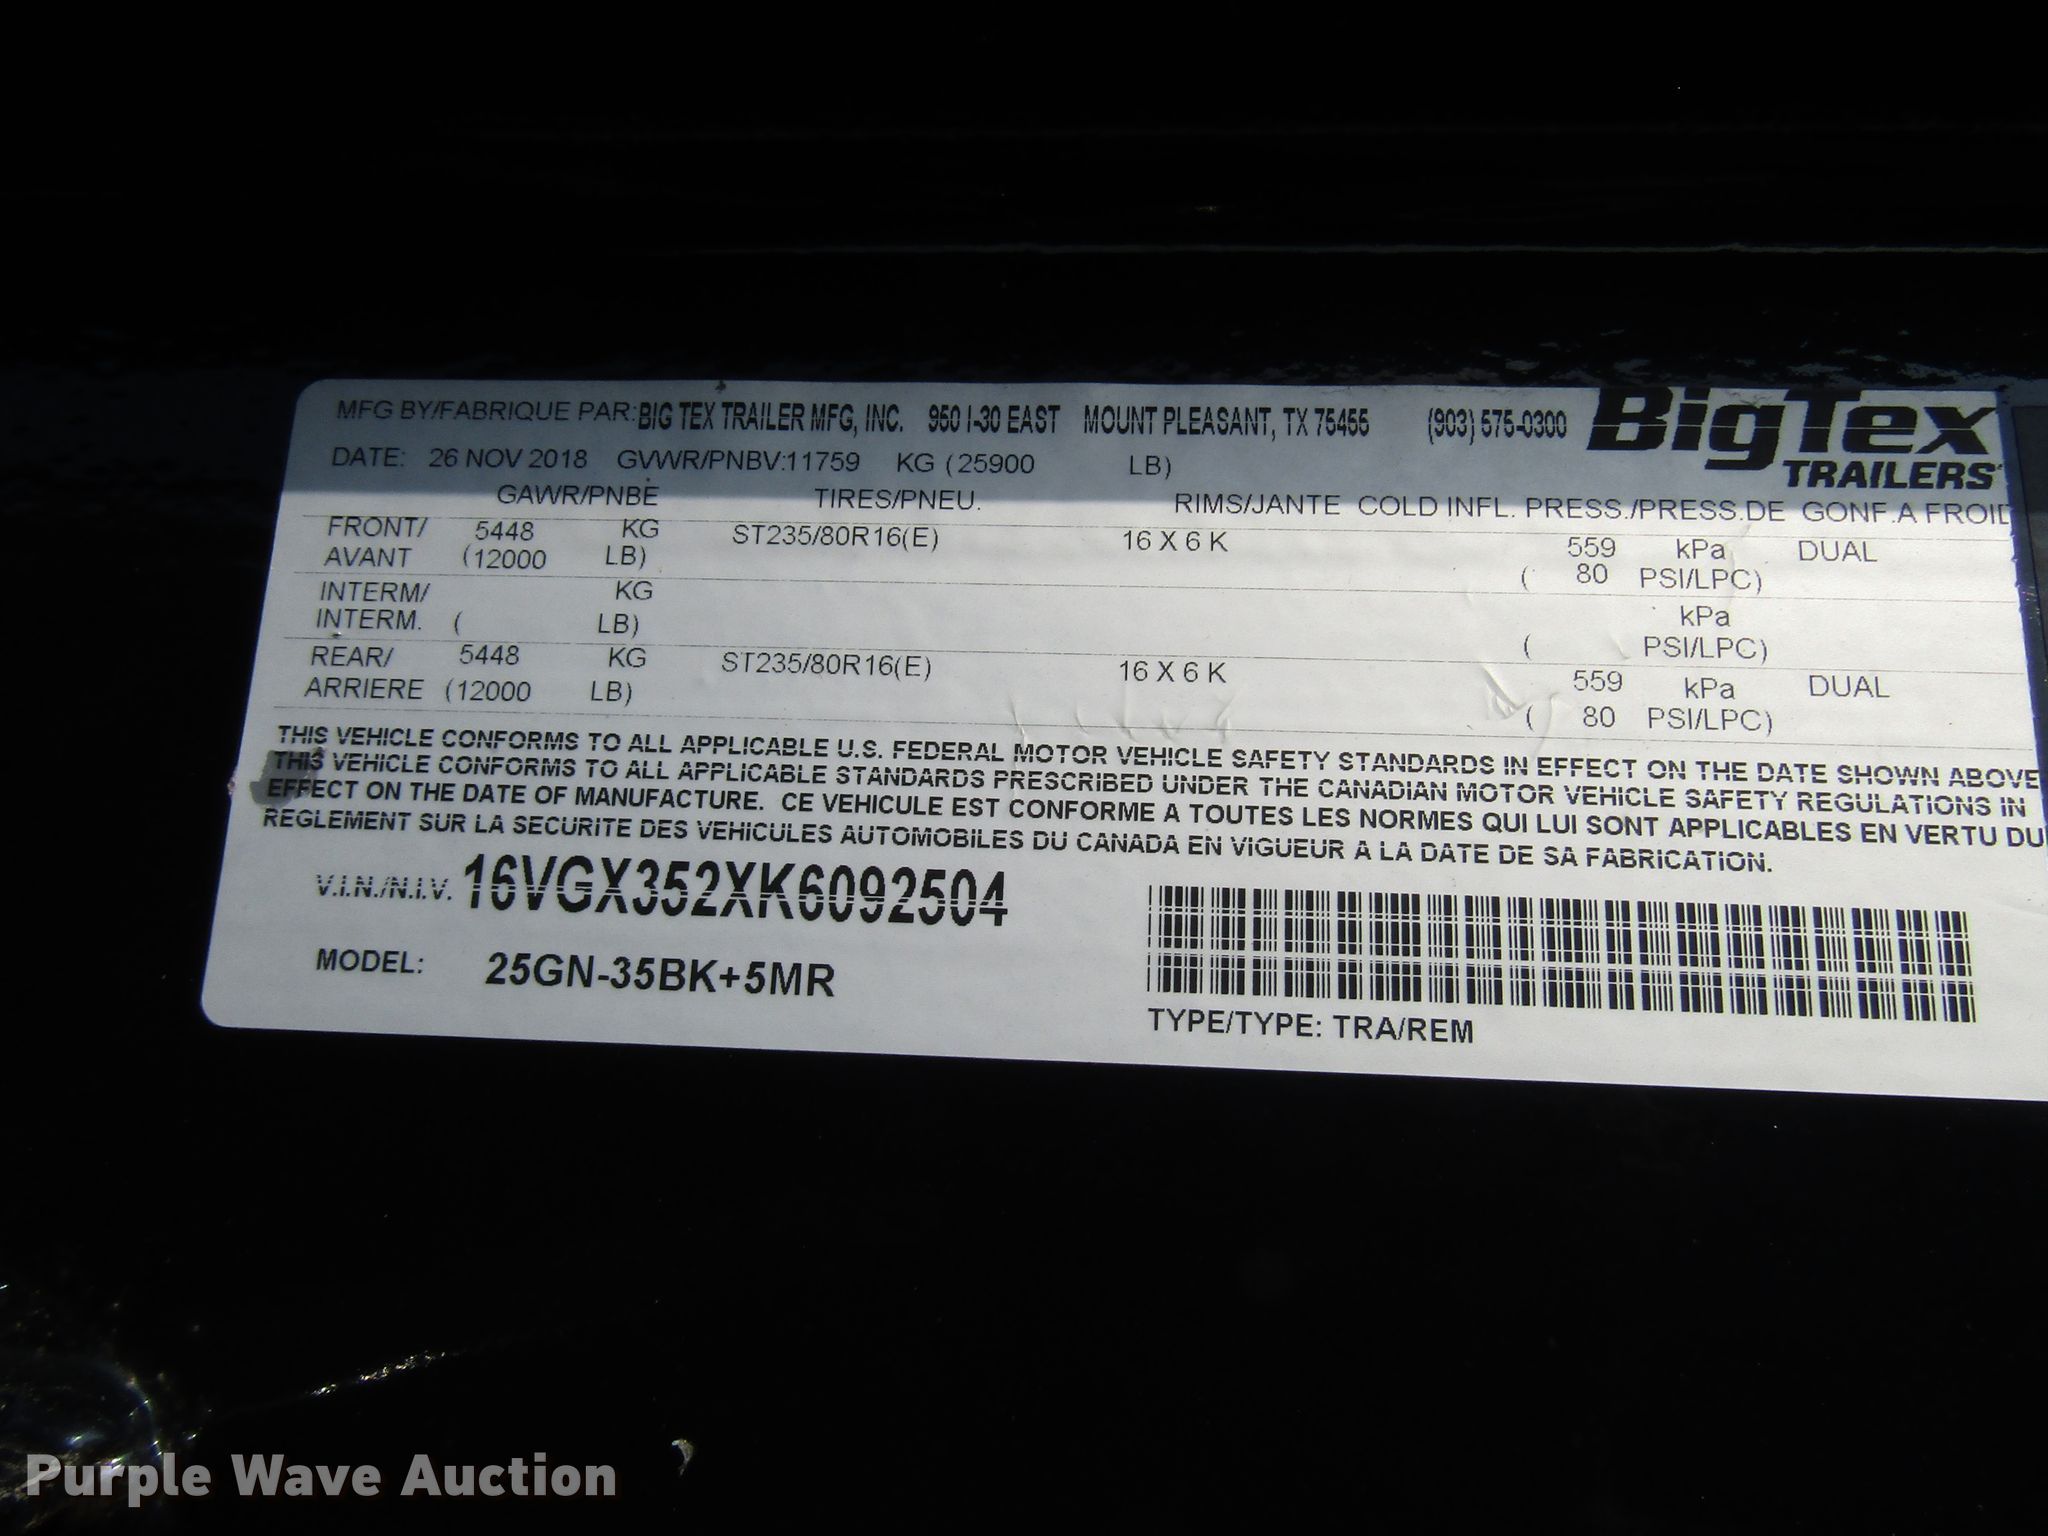 MFG BY/FABRIQUE PAR: BIG TEX TRAILER MFG, INC. 950 I-30 EAST MOUNT PLEASANT, TX 75455 (903) 575-0300
BigTex
TRAILERS
DATE: 26 NOV 2018 GVWR/PNBV:11759 KG (25900 LB)
GAWR/PNBE TIRES/PNEU. RIMS/JANTE COLD INFL. PRESS./PRESS.DE GONF.A FROID
FRONT/ 5448 KG ST235/80R16(E) 16 X 6 K 559 kPa DUAL
AVANT (12000 LB) ( 80 PSI/LPC)
INTERM/ KG kPa
INTERM. ( LB) ( PSI/LPC)
REAR/ 5448 KG ST235/80R16(E) 16 X 6 K 559 kPa DUAL
ARRIERE (12000 LB) ( 80 PSI/LPC)
THIS VEHICLE CONFORMS TO ALL APPLICABLE U.S. FEDERAL MOTOR VEHICLE SAFETY STANDARDS IN EFFECT ON THE DATE SHOWN ABOVE
THIS VEHICLE CONFORMS TO ALL APPLICABLE STANDARDS PRESCRIBED UNDER THE CANADIAN MOTOR VEHICLE SAFETY REGULATIONS IN
EFFECT ON THE DATE OF MANUFACTURE. CE VEHICULE EST CONFORME A TOUTES LES NORMES QUI LUI SONT APPLICABLES EN VERTU DU
REGLEMENT SUR LA SECURITE DES VEHICULES AUTOMOBILES DU CANADA EN VIGUEUR A LA DATE DE SA FABRICATION.
V.I.N./N.I.V. 16VGX352XK6092504
MODEL: 25GN-35BK+5MR
TYPE/TYPE: TRA/REM
Purple Wave Auction